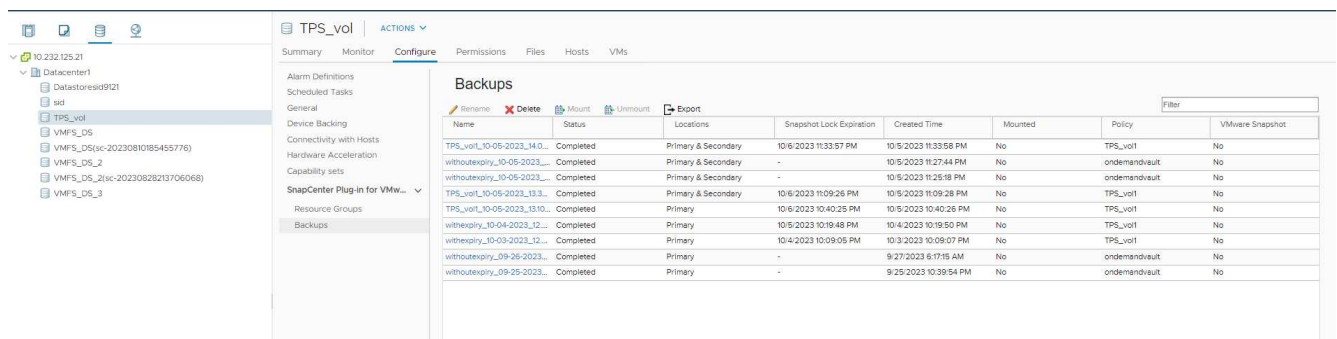 TPS_vol ACTIONS
Summary Monitor Configure Permissions Files Hosts VMs
10.232.125.21
Datacenter1
Datastoresid9121
sid
TPS_vol
VMFS_DS
VMFS_DS(sc-20230810185455776)
VMFS_DS_2
VMFS_DS_2(sc-20230828213706068)
VMFS_DS_3
Alarm Definitions
Scheduled Tasks
General
Device Backing
Connectivity with Hosts
Hardware Acceleration
Capability sets
SnapCenter Plug-in for VMw...
Resource Groups
Backups
Backups
Rename Delete Mount Unmount Export Filter
Name Status Locations Snapshot Lock Expiration Created Time Mounted Policy VMware Snapshot
TPS_vol1_10-05-2023_14.0... Completed Primary & Secondary 10/6/2023 11:33:57 PM 10/5/2023 11:33:58 PM No TPS_vol1 No
withoutexpiry_10-05-2023_... Completed Primary & Secondary - 10/5/2023 11:27:44 PM No ondemandvault No
withoutexpiry_10-05-2023_... Completed Primary & Secondary - 10/5/2023 11:25:18 PM No ondemandvault No
TPS_vol1_10-05-2023_13.3... Completed Primary & Secondary 10/6/2023 11:09:26 PM 10/5/2023 11:09:28 PM No TPS_vol1 No
TPS_vol1_10-05-2023_13.10... Completed Primary 10/6/2023 10:40:25 PM 10/5/2023 10:40:26 PM No TPS_vol1 No
withexpiry_10-04-2023_12.... Completed Primary 10/5/2023 10:19:48 PM 10/4/2023 10:19:50 PM No TPS_vol1 No
withexpiry_10-03-2023_12.... Completed Primary 10/4/2023 10:09:05 PM 10/3/2023 10:09:07 PM No TPS_vol1 No
withoutexpiry_09-26-2023... Completed Primary - 9/27/2023 6:17:15 AM No ondemandvault No
withoutexpiry_09-25-2023... Completed Primary - 9/25/2023 10:39:54 PM No ondemandvault No